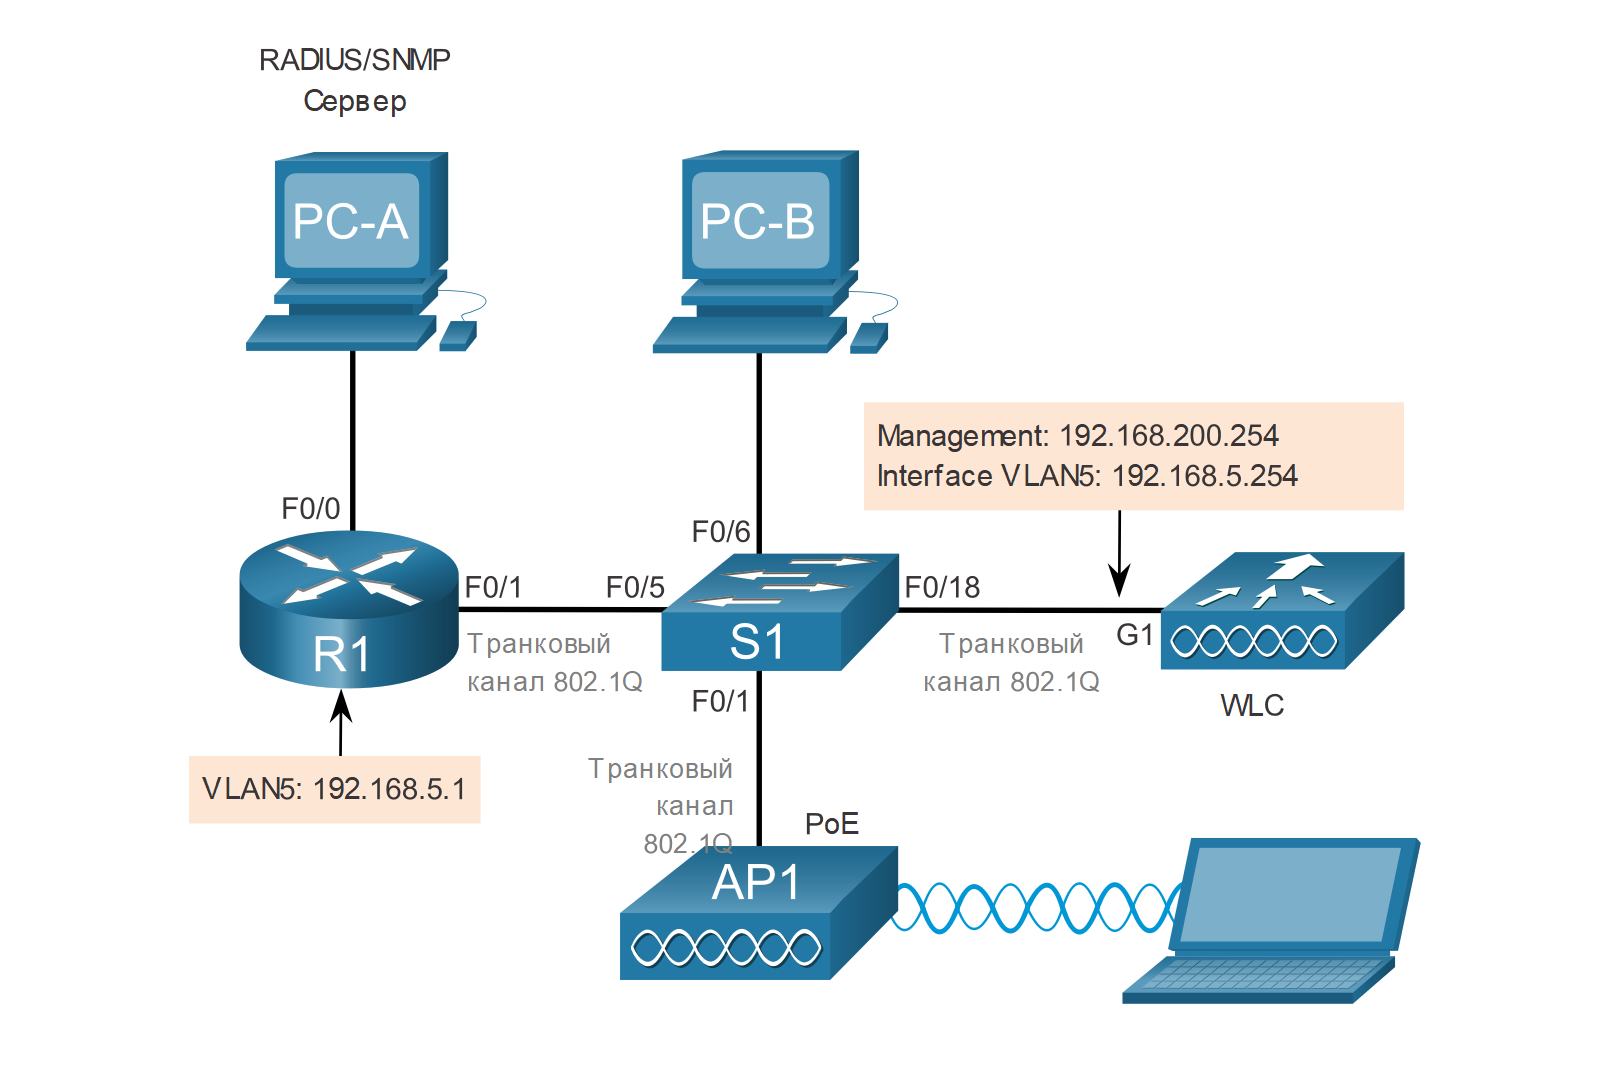 RADIUS/SNMP
Сервер
PC-A
PC-B
Management: 192.168.200.254
Interface VLAN5: 192.168.5.254
F0/0
F0/6
F0/1
F0/5
F0/18
R1
Транковый
канал 802.1Q
S1
Транковый
канал 802.1Q
G1
F0/1
WLC
VLAN5: 192.168.5.1
Транковый
канал
802.1Q
PoE
AP1